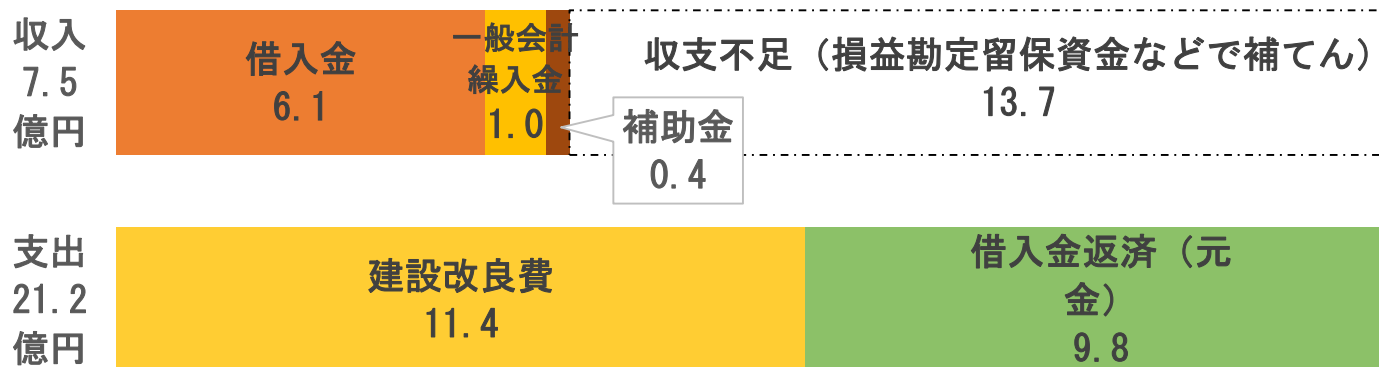 収入
7.5
億円
借入金
6.1
一般会計
繰入金
1.0
補助金
0.4
収支不足（損益勘定留保資金などで補てん）
13.7
支出
21.2
億円
建設改良費
11.4
借入金返済（元
金）
9.8